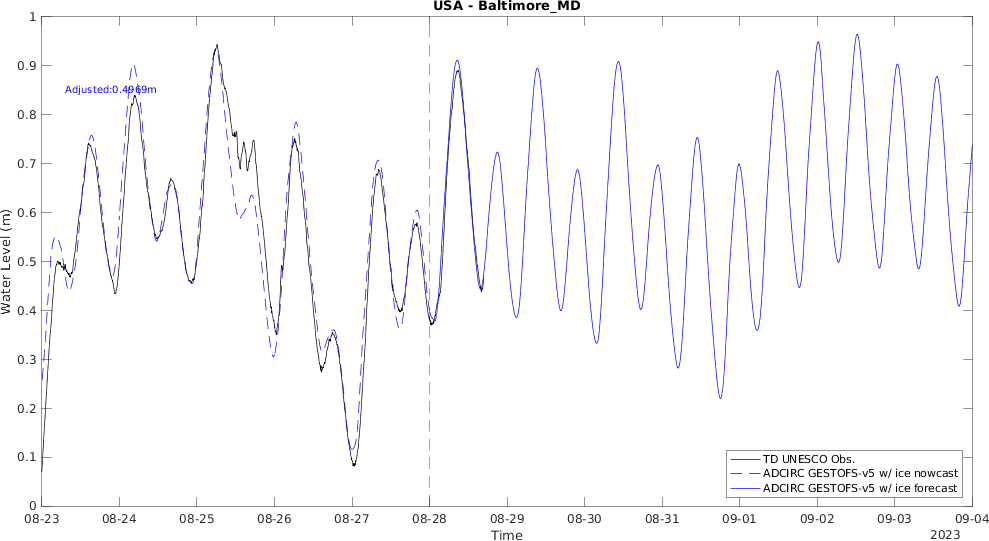 USA - Baltimore_MD
Water Level (m)
1
0.9
0.8
0.7
0.6
0.5
0.4
0.3
0.2
0.1
0
Adjusted:0.4969m
TD UNESCO Obs.
ADCIRC GESTOFS-v5 w/ ice nowcast
ADCIRC GESTOFS-v5 w/ ice forecast
08-23 08-24 08-25 08-26 08-27 08-28 08-29 08-30 08-31 09-01 09-02 09-03 09-04
Time
2023